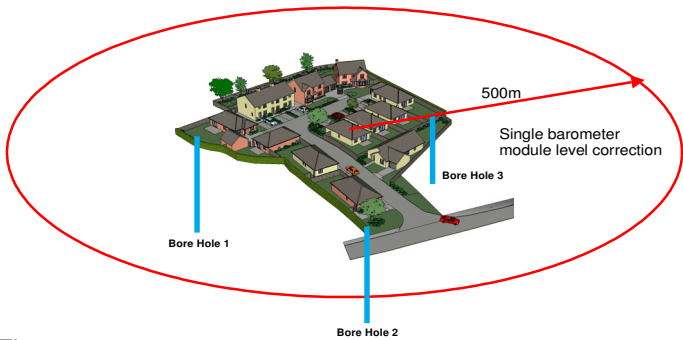 500m
Single barometer
module level correction
Bore Hole 3
Bore Hole 1
Bore Hole 2